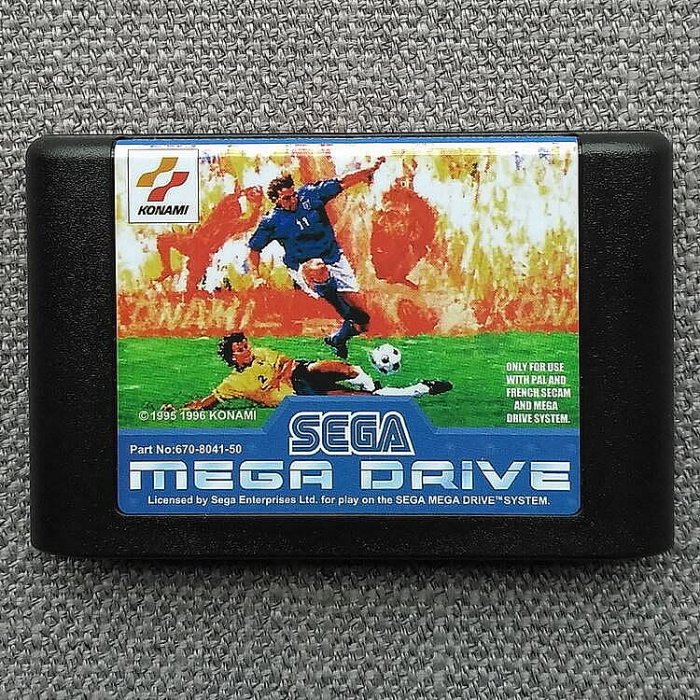 KONAMI
11
KONAMI
KONAMI
2
ONLY FOR USE
WITH PAL AND
FRENCH SECAM
AND MEGA
DRIVE SYSTEM.
© 1995 1996 KONAMI
SEGA
Part No:670-8041-50
MEGA DRIVE
Licensed by Sega Enterprises Ltd. for play on the SEGA MEGA DRIVE™ SYSTEM.